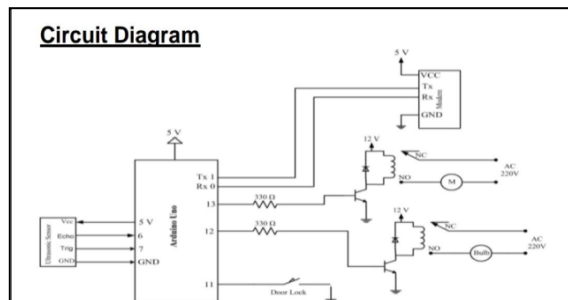 Circuit Diagram
5 V
VCC
Tx
Rx
GND
Modem
5 V
Tx 1
Rx 0
13
12
11
Arduino Uno
5 V
6
7
GND
Ultrasonic Sensor
Vcc
Echo
Trig
GND
330 Ω
330 Ω
Door Lock
12 V
NC
NO
M
AC
220V
12 V
NC
NO
Bulb
AC
220V